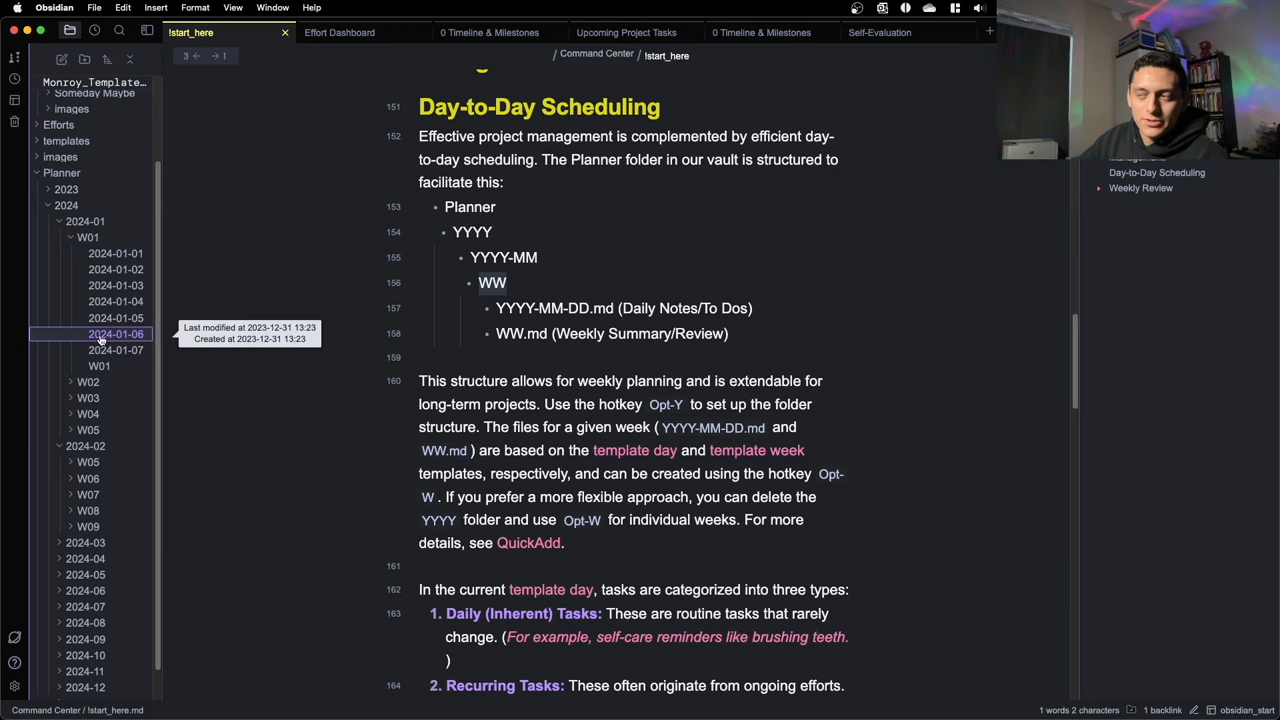 Obsidian File Edit Insert Format View Window Help
!start_here
Effort Dashboard
0 Timeline & Milestones
Upcoming Project Tasks
0 Timeline & Milestones
Self-Evaluation
3 ← → 1
/ Command Center / !start_here
Monroy_Template...
Someday Maybe
images
Efforts
templates
images
Planner
2023
2024
2024-01
W01
2024-01-01
2024-01-02
2024-01-03
2024-01-04
2024-01-05
2024-01-06
2024-01-07
W01
W02
W03
W04
W05
2024-02
W05
W06
W07
W08
W09
2024-03
2024-04
2024-05
2024-06
2024-07
2024-08
2024-09
2024-10
2024-11
2024-12
Last modified at 2023-12-31 13:23
Created at 2023-12-31 13:23
151 Day-to-Day Scheduling
152 Effective project management is complemented by efficient day-
to-day scheduling. The Planner folder in our vault is structured to
facilitate this:
153 • Planner
154 • YYYY
155 • YYYY-MM
156 • WW
157 • YYYY-MM-DD.md (Daily Notes/To Dos)
158 • WW.md (Weekly Summary/Review)
159
160 This structure allows for weekly planning and is extendable for
long-term projects. Use the hotkey Opt-Y to set up the folder
structure. The files for a given week ( YYYY-MM-DD.md and
WW.md ) are based on the template day and template week
templates, respectively, and can be created using the hotkey Opt-
W . If you prefer a more flexible approach, you can delete the
YYYY folder and use Opt-W for individual weeks. For more
details, see QuickAdd.
161
162 In the current template day, tasks are categorized into three types:
163 1. Daily (Inherent) Tasks: These are routine tasks that rarely
change. (For example, self-care reminders like brushing teeth.
)
164 2. Recurring Tasks: These often originate from ongoing efforts.
Day-to-Day Scheduling
Weekly Review
Command Center / !start_here.md
1 words 2 characters
1 backlink
obsidian_start